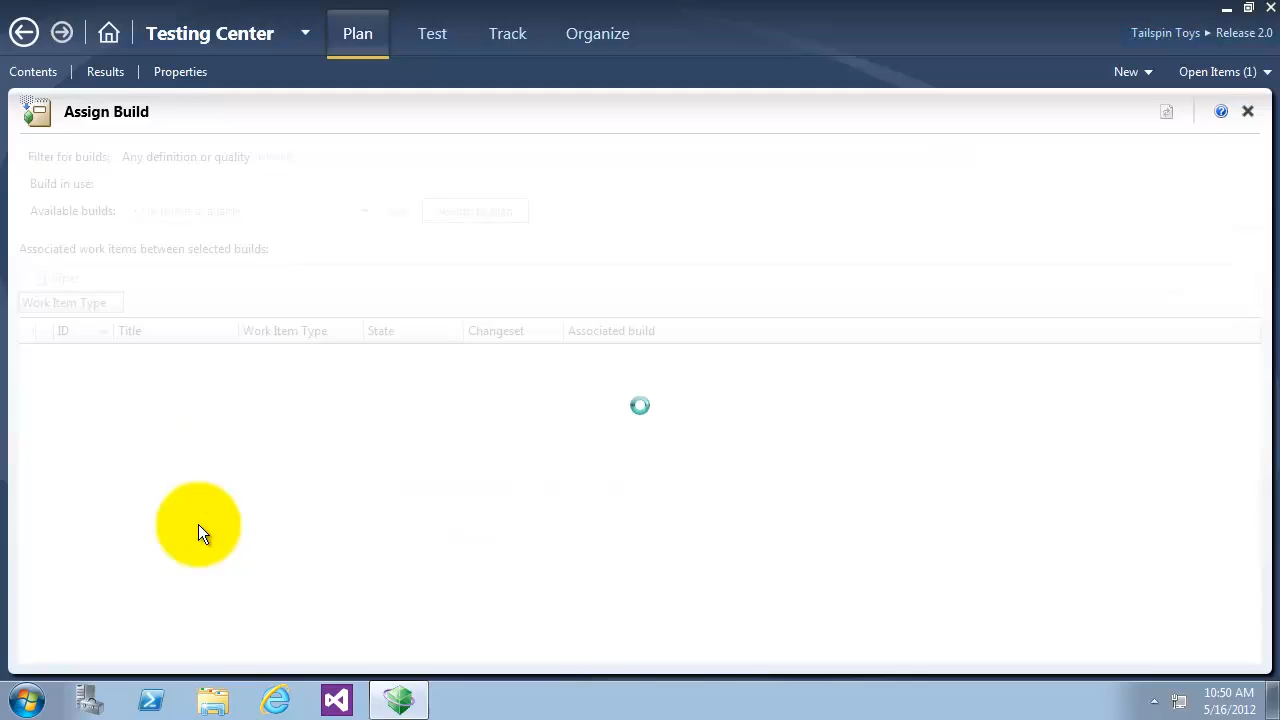 Testing Center Plan Test Track Organize Tailspin Toys ▸ Release 2.0
Contents Results Properties New Open Items (1)
Assign Build
Filter for builds: Any definition or quality
Build in use:
Available builds:
Associated work items between selected builds:
Work Item Type
ID Title Work Item Type State Changeset Associated build
10:50 AM
5/16/2012